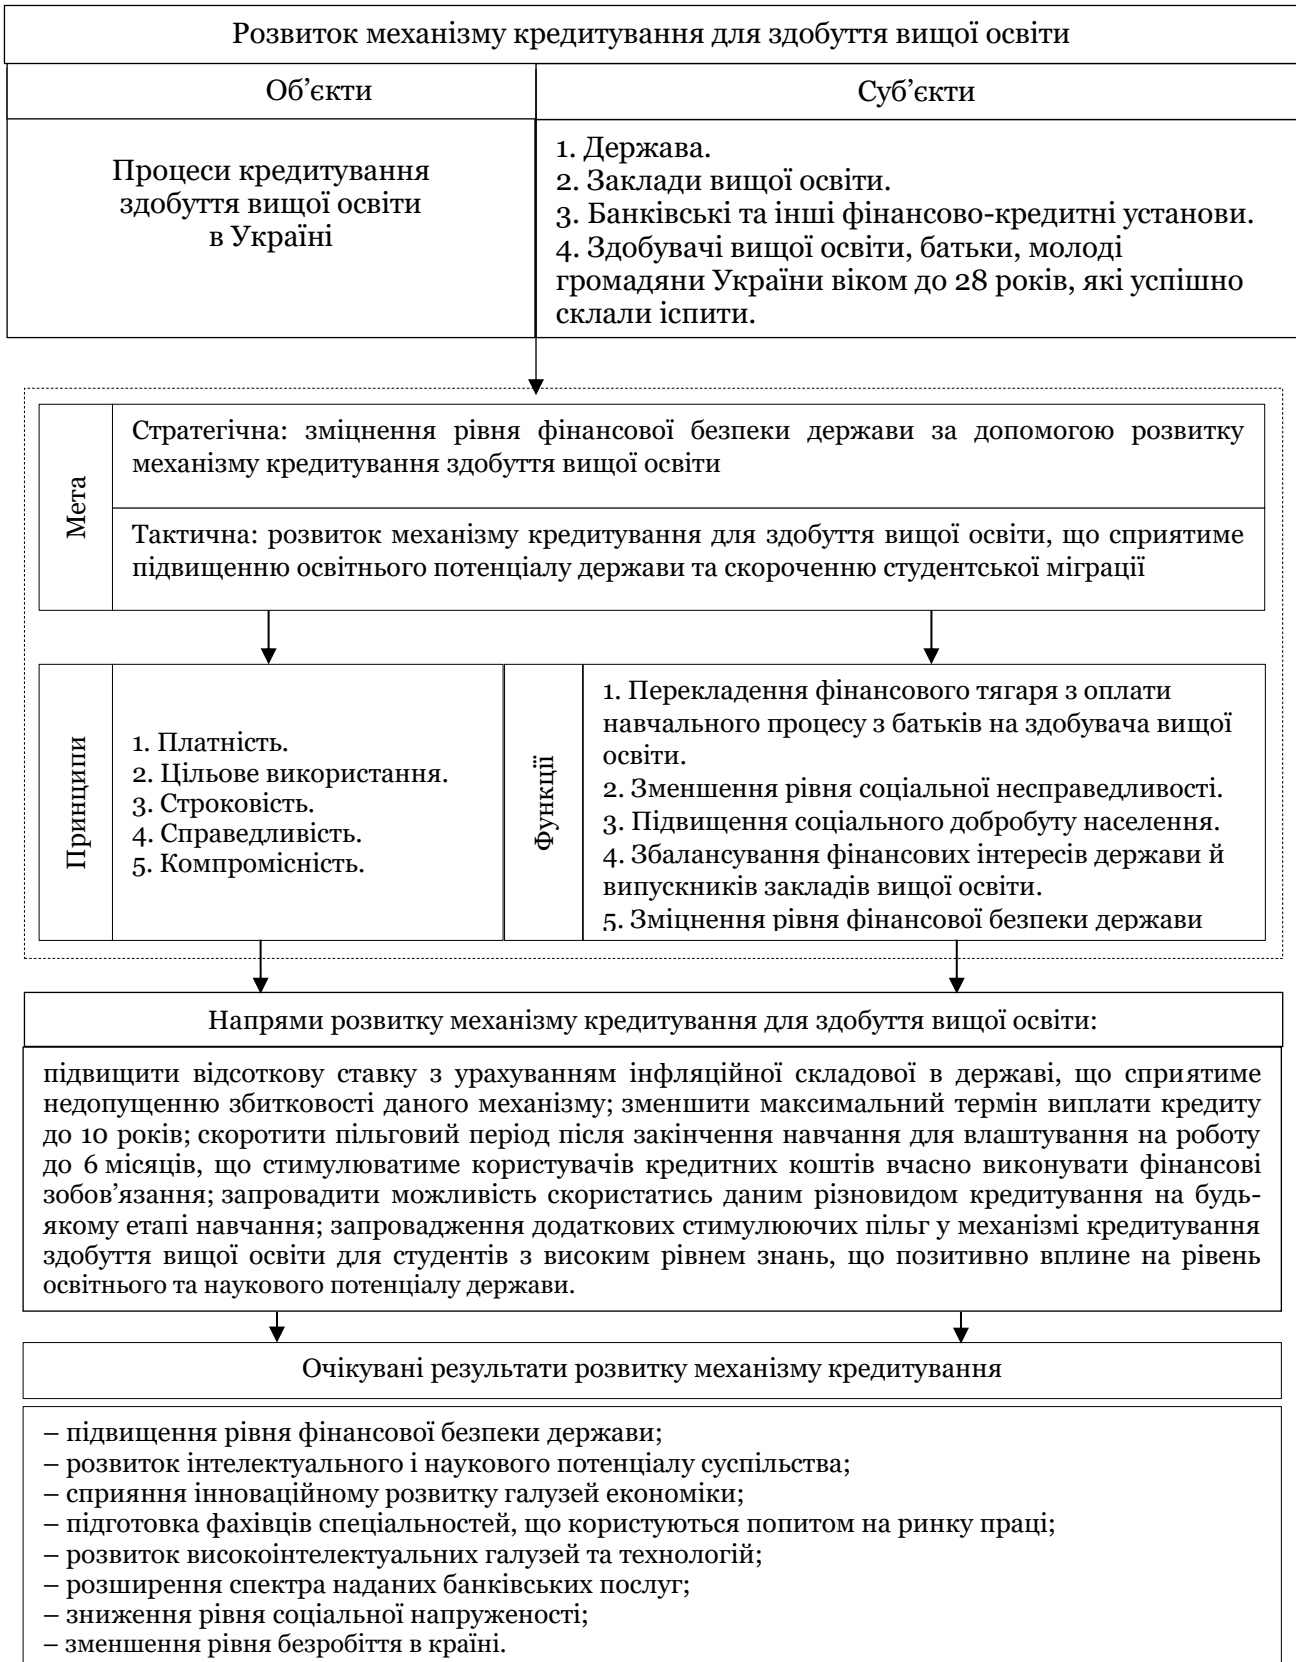 Розвиток механізму кредитування для здобуття вищої освіти
Об’єкти
Суб’єкти
Процеси кредитування
здобуття вищої освіти
в Україні
1. Держава.
2. Заклади вищої освіти.
3. Банківські та інші фінансово-кредитні установи.
4. Здобувачі вищої освіти, батьки, молоді
громадяни України віком до 28 років, які успішно
склали іспити.
Мета
Стратегічна: зміцнення рівня фінансової безпеки держави за допомогою розвитку
механізму кредитування здобуття вищої освіти
Тактична: розвиток механізму кредитування для здобуття вищої освіти, що сприятиме
підвищенню освітнього потенціалу держави та скороченню студентської міграції
Принципи
1. Платність.
2. Цільове використання.
3. Строковість.
4. Справедливість.
5. Компромісність.
Функції
1. Перекладення фінансового тягаря з оплати
навчального процесу з батьків на здобувача вищої
освіти.
2. Зменшення рівня соціальної несправедливості.
3. Підвищення соціального добробуту населення.
4. Збалансування фінансових інтересів держави й
випускників закладів вищої освіти.
5. Зміцнення рівня фінансової безпеки держави
Напрями розвитку механізму кредитування для здобуття вищої освіти:
підвищити відсоткову ставку з урахуванням інфляційної складової в державі, що сприятиме
недопущенню збитковості даного механізму; зменшити максимальний термін виплати кредиту
до 10 років; скоротити пільговий період після закінчення навчання для влаштування на роботу
до 6 місяців, що стимулюватиме користувачів кредитних коштів вчасно виконувати фінансові
зобов’язання; запровадити можливість скористатись даним різновидом кредитування на будь-
якому етапі навчання; запровадження додаткових стимулюючих пільг у механізмі кредитування
здобуття вищої освіти для студентів з високим рівнем знань, що позитивно вплине на рівень
освітнього та наукового потенціалу держави.
Очікувані результати розвитку механізму кредитування
– підвищення рівня фінансової безпеки держави;
– розвиток інтелектуального і наукового потенціалу суспільства;
– сприяння інноваційному розвитку галузей економіки;
– підготовка фахівців спеціальностей, що користуються попитом на ринку праці;
– розвиток високоінтелектуальних галузей та технологій;
– розширення спектра наданих банківських послуг;
– зниження рівня соціальної напруженості;
– зменшення рівня безробіття в країні.